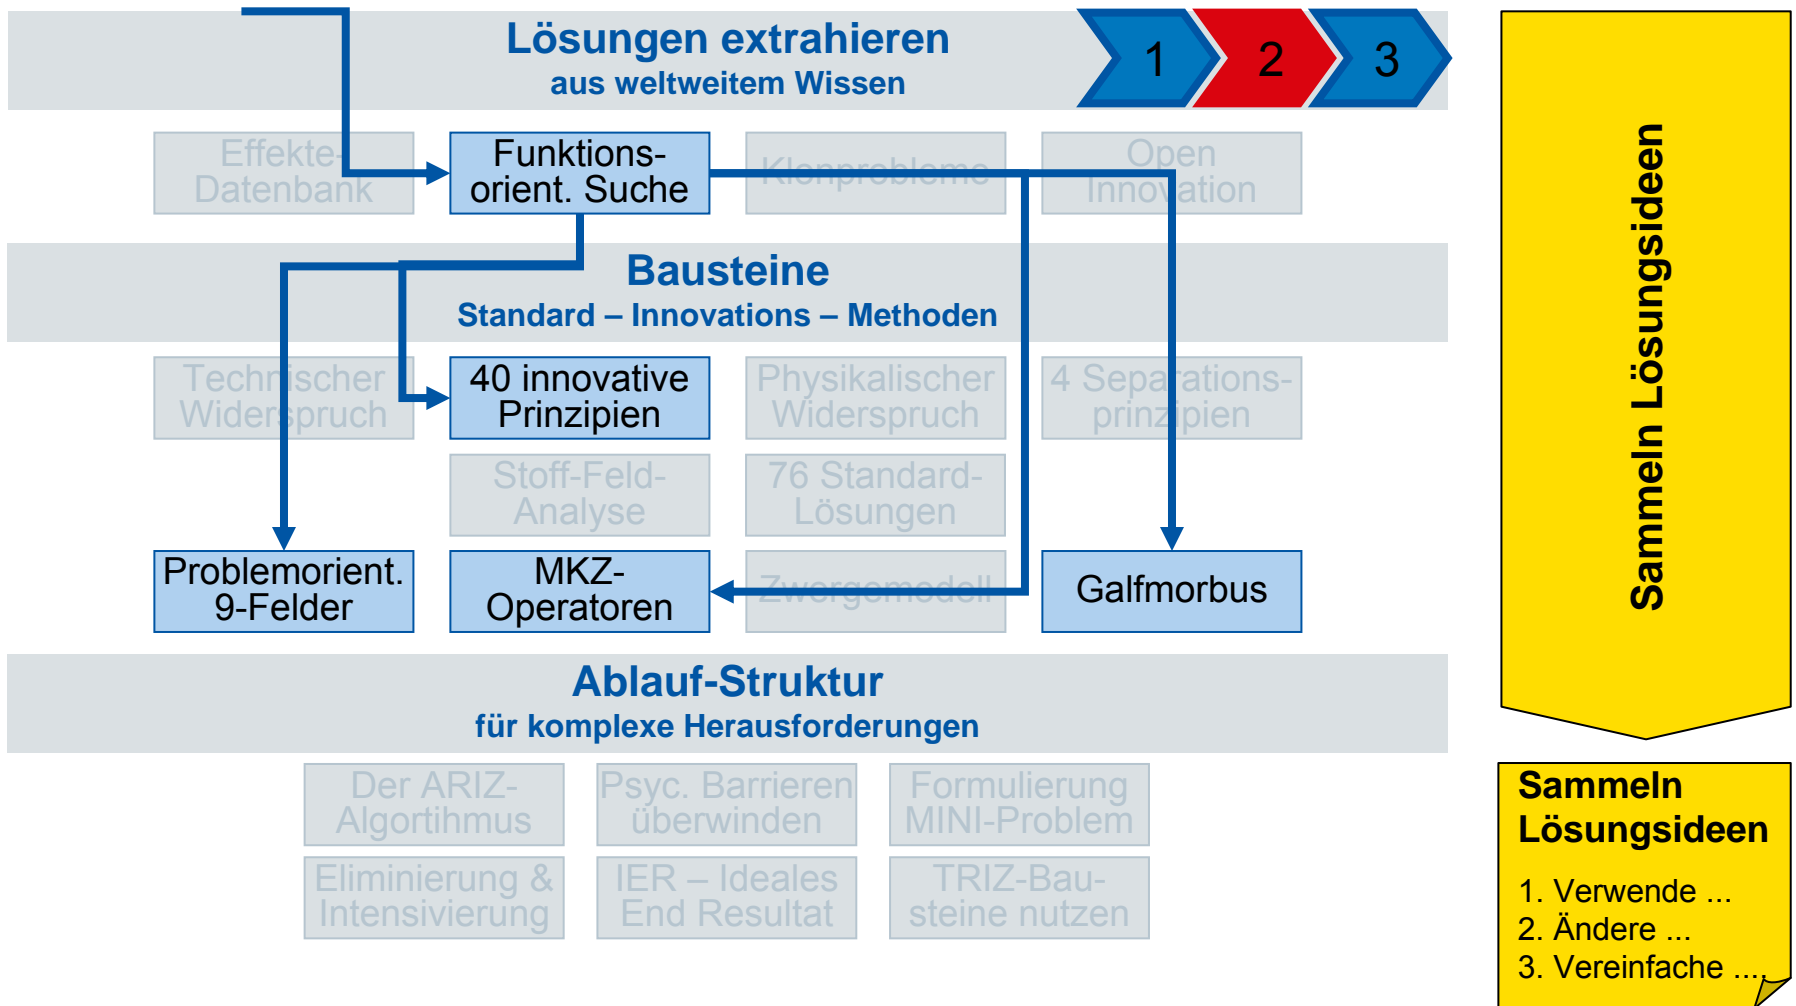 Lösungen extrahieren
aus weltweitem Wissen
1
2
3
Effekte-
Datenbank
Funktions-
orient. Suche
Klonprobleme
Open
Innovation
Bausteine
Standard – Innovations – Methoden
Technischer
Widerspruch
40 innovative
Prinzipien
Physikalischer
Widerspruch
4 Separations-
prinzipien
Stoff-Feld-
Analyse
76 Standard-
Lösungen
Problemorient.
9-Felder
MKZ-
Operatoren
Zwergemodell
Galfmorbus
Ablauf-Struktur
für komplexe Herausforderungen
Der ARIZ-
Algortihmus
Psyc. Barrieren
überwinden
Formulierung
MINI-Problem
Eliminierung &
Intensivierung
IER – Ideales
End Resultat
TRIZ-Bau-
steine nutzen
Sammeln Lösungsideen
Sammeln
Lösungsideen
1. Verwende ...
2. Ändere ...
3. Vereinfache ....